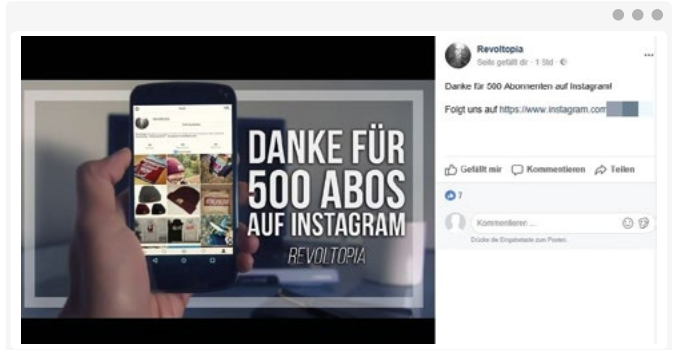 DANKE FÜR
500 ABOS
AUF INSTAGRAM
REVOLTOPIA
Revoltopia
Seite gefällt dir · 1 Std ·
Danke für 500 Abonnenten auf Instagram!
Folgt uns auf https://www.instagram.com
Gefällt mir Kommentieren Teilen
7
Kommentieren ...
Drücke die Eingabetaste zum Posten.